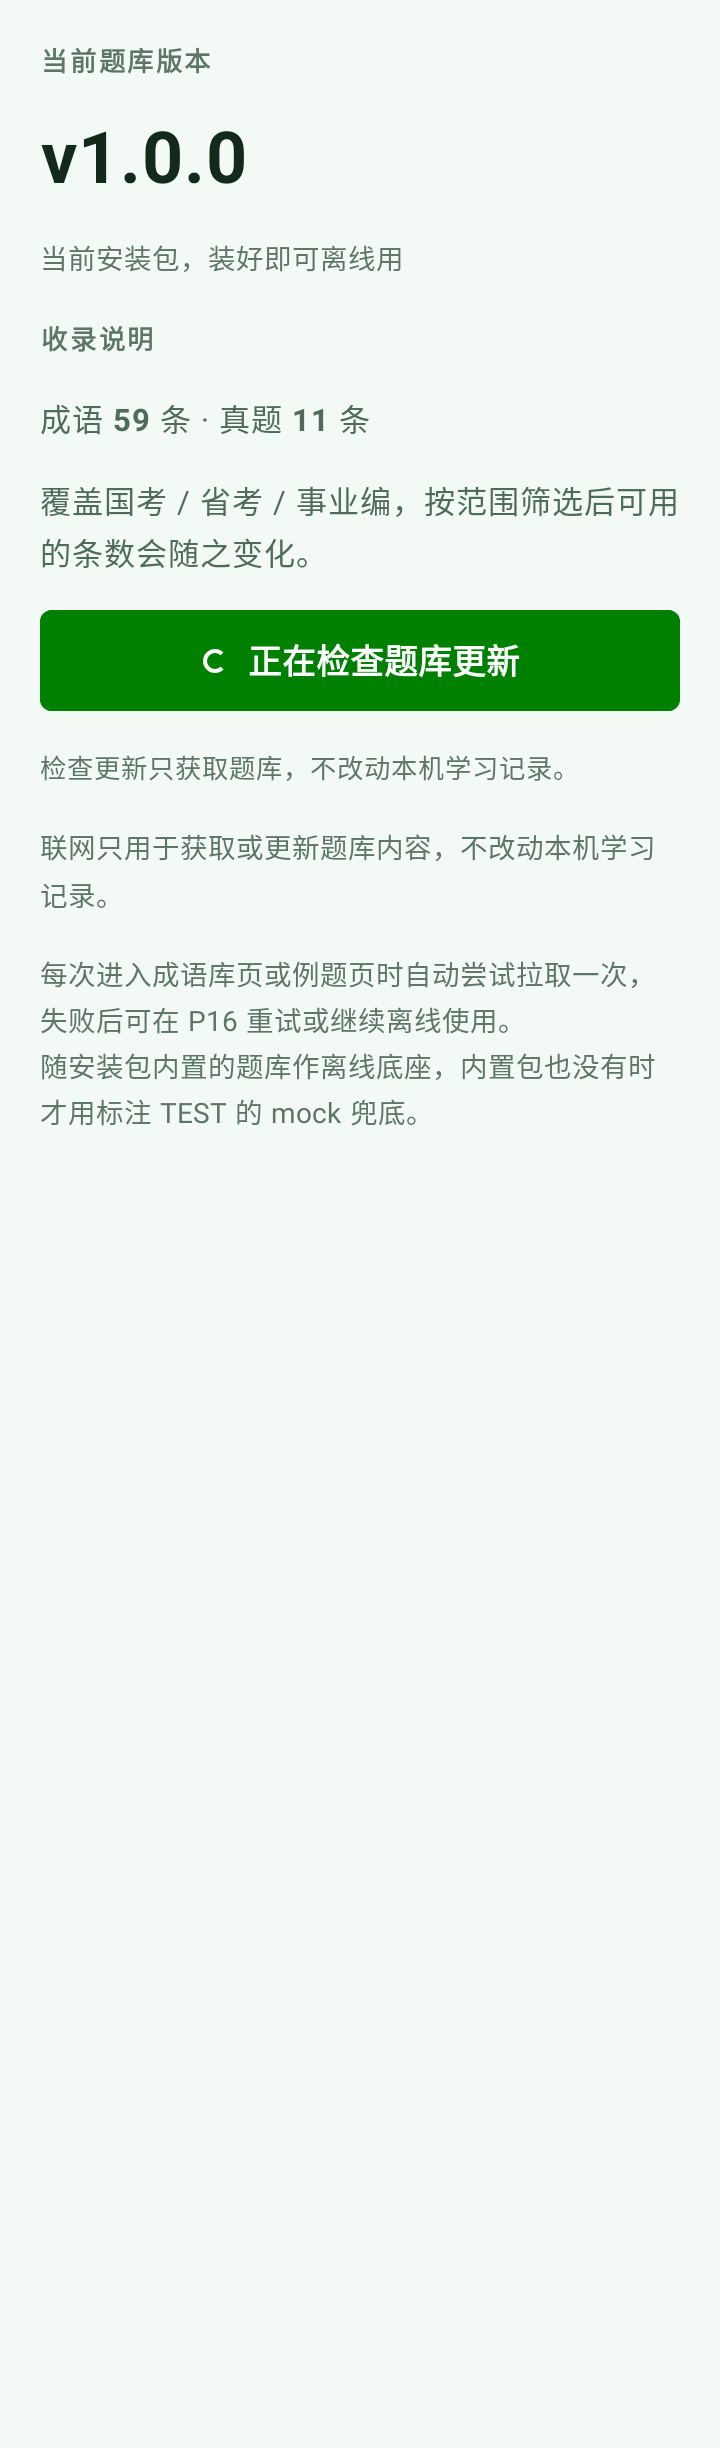 当前题库版本
v1.0.0
当前安装包，装好即可离线用
收录说明
成语 59 条 · 真题 11 条
覆盖国考 / 省考 / 事业编，按范围筛选后可用
的条数会随之变化。
正在检查题库更新
检查更新只获取题库，不改动本机学习记录。
联网只用于获取或更新题库内容，不改动本机学习
记录。
每次进入成语库页或例题页时自动尝试拉取一次，
失败后可在 P16 重试或继续离线使用。
随安装包内置的题库作离线底座，内置包也没有时
才用标注 TEST 的 mock 兜底。